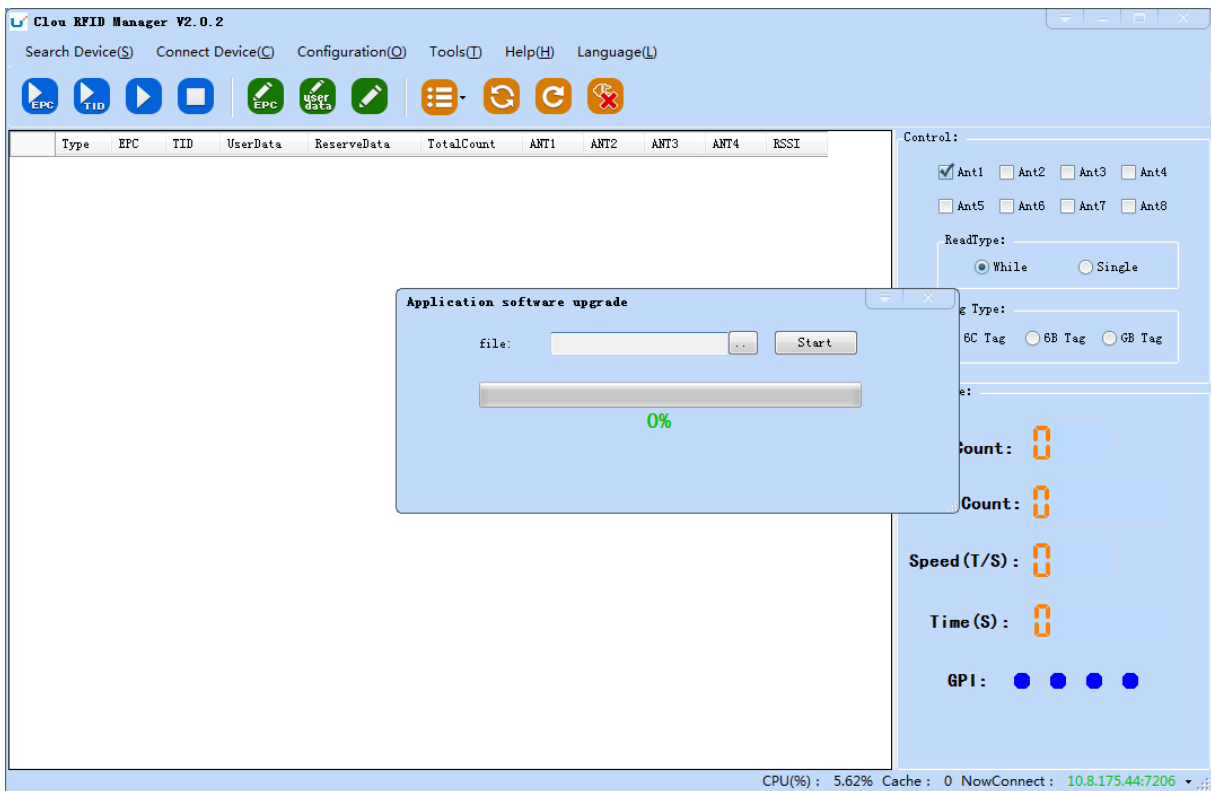 Clou RFID Manager V2.0.2
Search Device(S) Connect Device(C) Configuration(O) Tools(T) Help(H) Language(L)
EPC TID EPC user data
Type EPC TID UserData ReserveData TotalCount ANT1 ANT2 ANT3 ANT4 RSSI
Control:
Ant1 Ant2 Ant3 Ant4
Ant5 Ant6 Ant7 Ant8
ReadType:
While Single
Application software upgrade
file: .. Start
0%
Type:
6C Tag 6B Tag GB Tag
Count: 0
Count: 0
Speed(T/S): 0
Time(S): 0
GPI:
CPU(%) : 5.62% Cache : 0 NowConnect : 10.8.175.44:7206